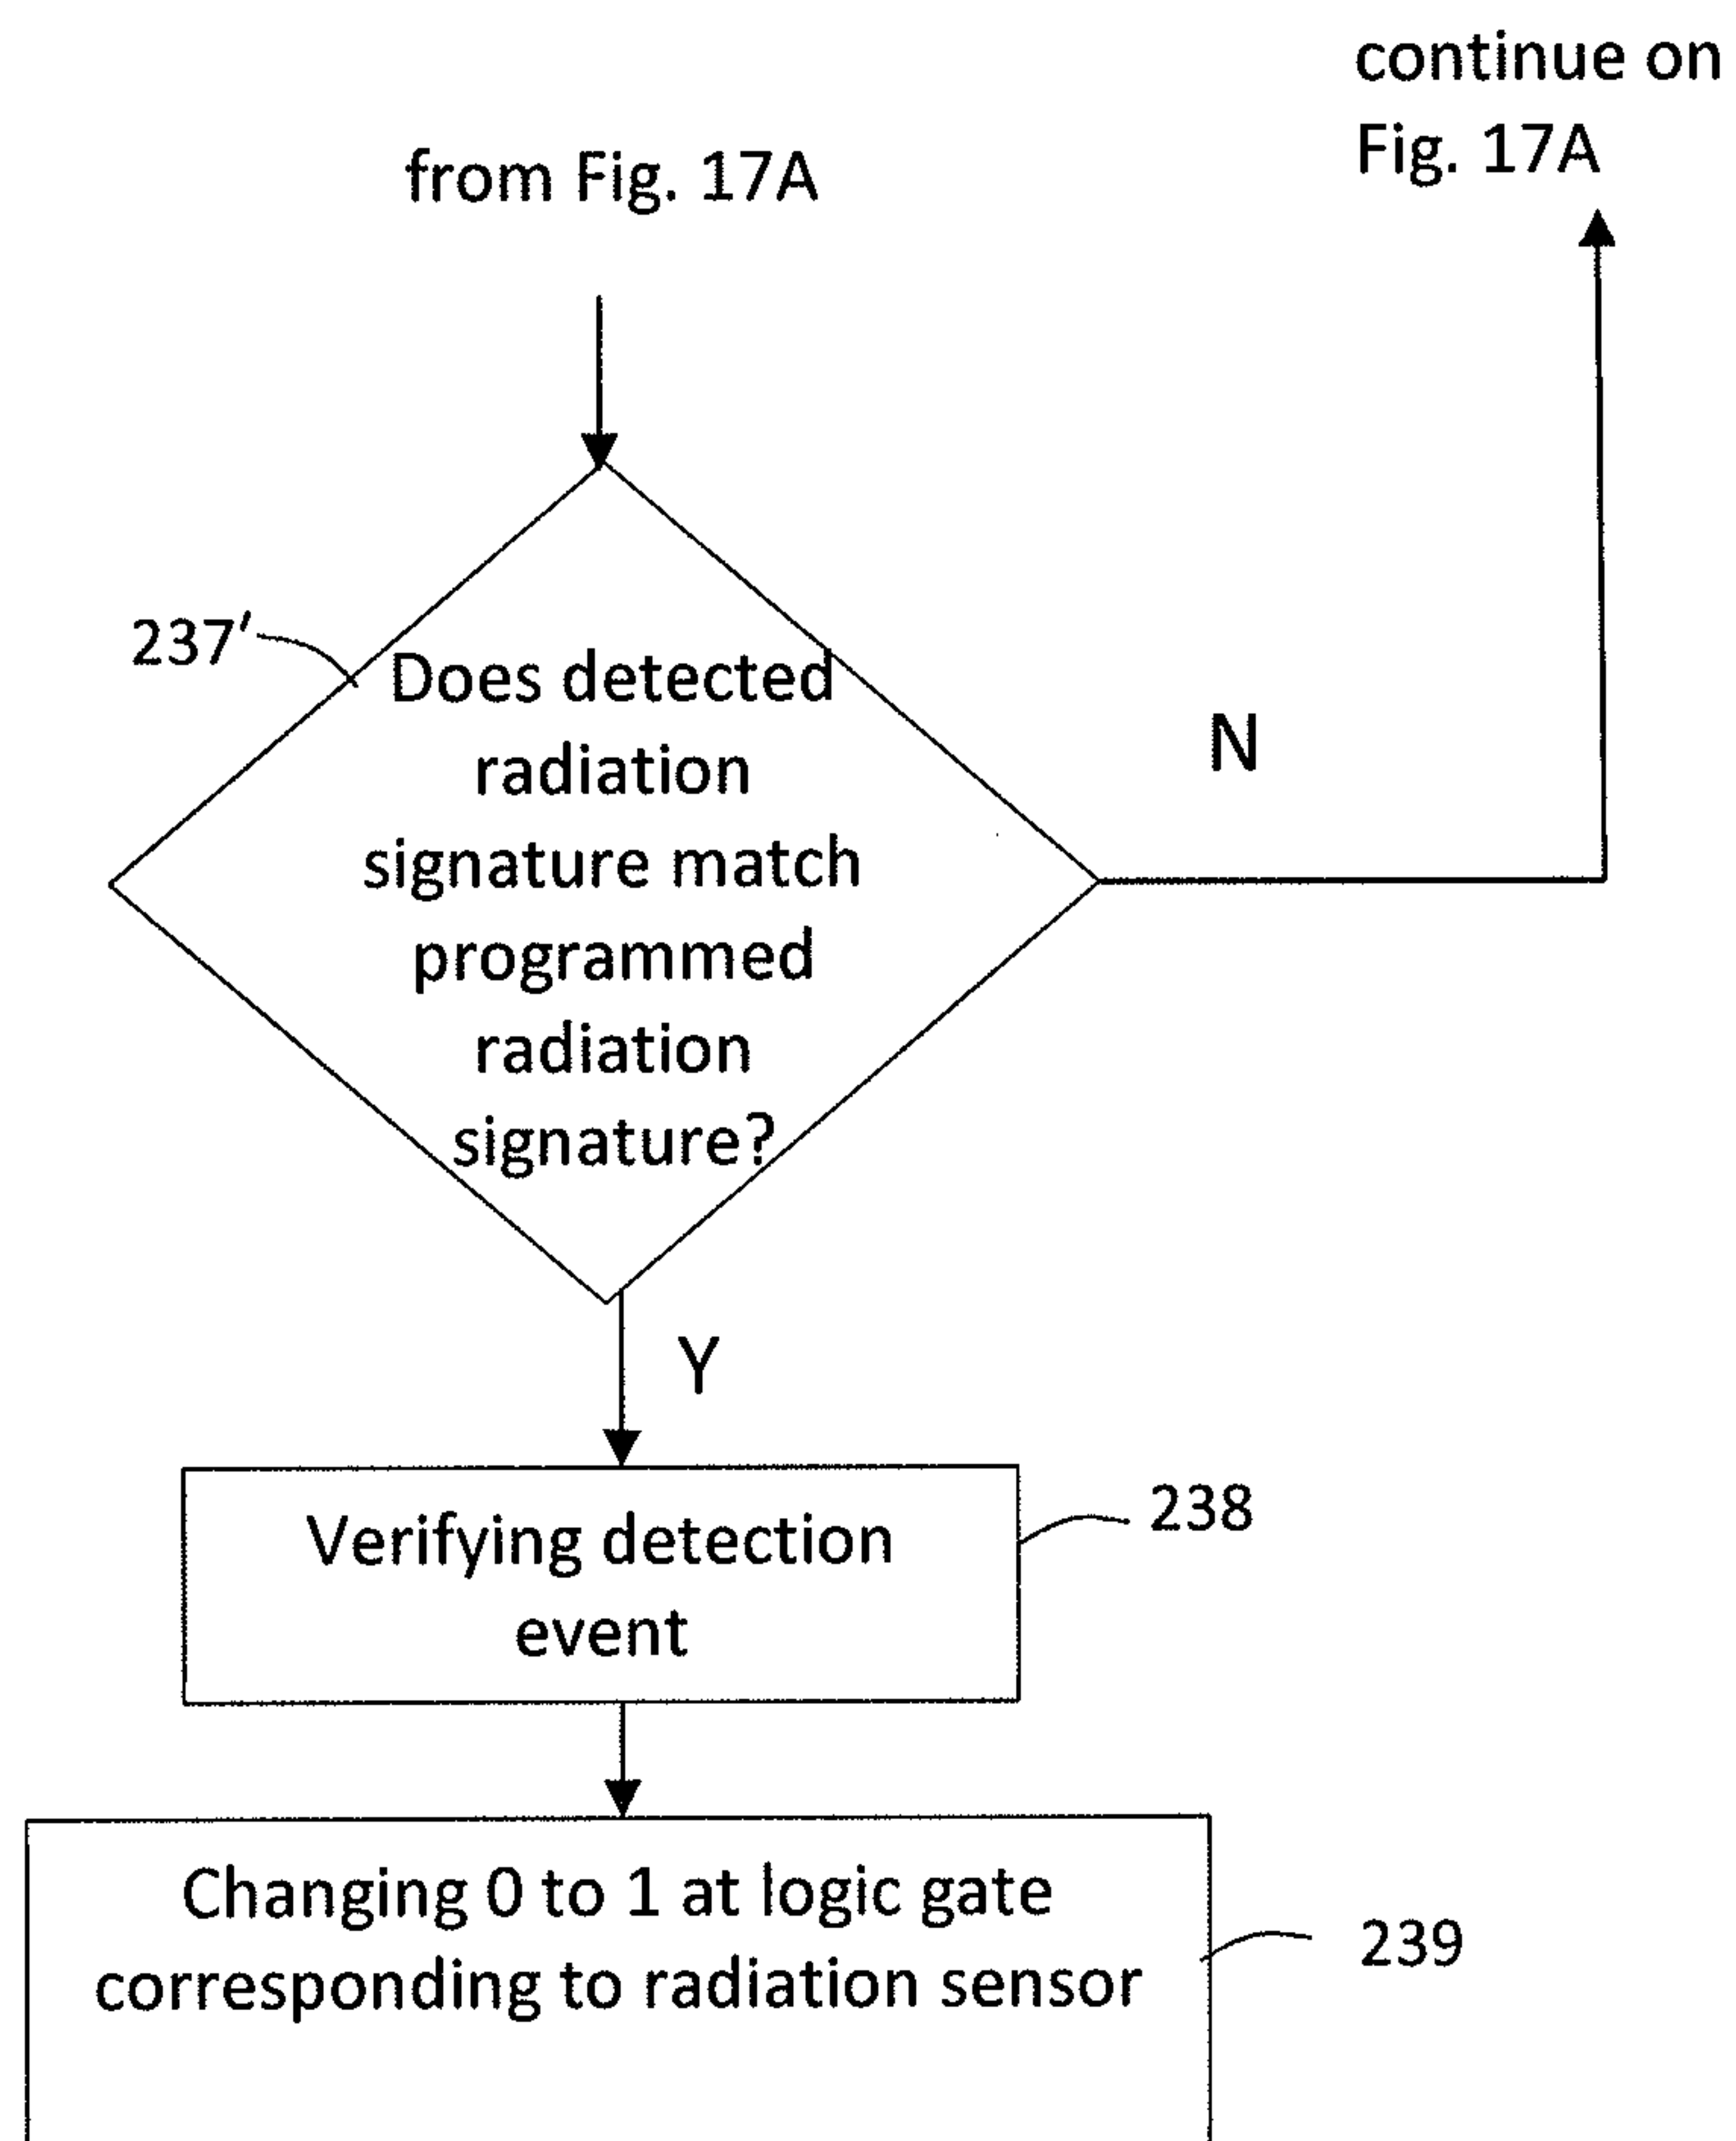 continue on
Fig. 17A
from Fig. 17A
237'
Does detected
radiation
signature match
programmed
radiation
signature?
N
Y
Verifying detection
event
238
Changing 0 to 1 at logic gate
corresponding to radiation sensor
239